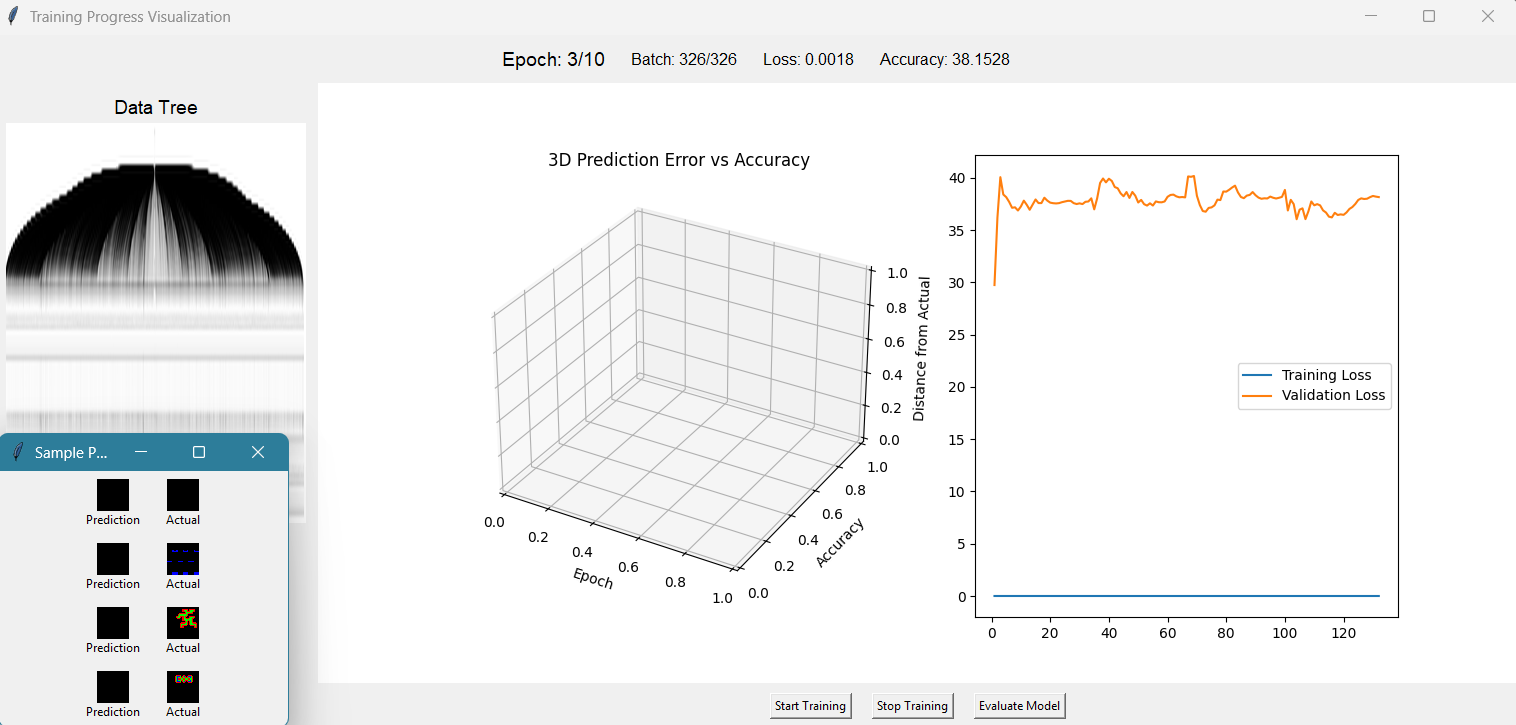 Training Progress Visualization
Epoch: 3/10 Batch: 326/326 Loss: 0.0018 Accuracy: 38.1528
Data Tree
3D Prediction Error vs Accuracy
0.0
0.2
0.4
0.6
0.8
1.0
Epoch
0.0
0.2
0.4
0.6
0.8
1.0
Accuracy
0.0
0.2
0.4
0.6
0.8
1.0
Distance from Actual
40
35
30
25
20
15
10
5
0
0 20 40 60 80 100 120
Training Loss
Validation Loss
Sample P...
Prediction Actual
Prediction Actual
Prediction Actual
Prediction Actual
Start Training Stop Training Evaluate Model